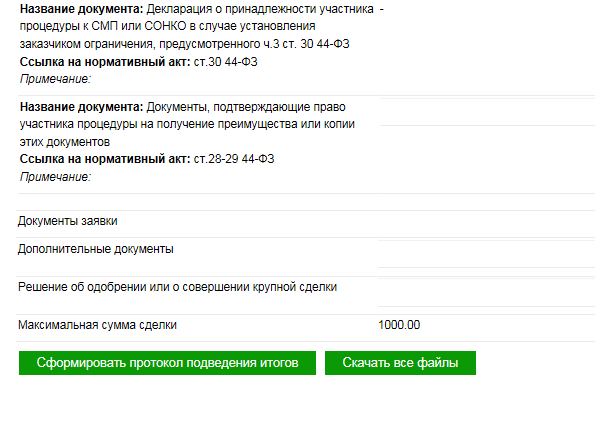 Название документа: Декларация о принадлежности участника -
процедуры к СМП или СОНКО в случае установления
заказчиком ограничения, предусмотренного ч.3 ст. 30 44-ФЗ
Ссылка на нормативный акт: ст.30 44-ФЗ
Примечание:
Название документа: Документы, подтверждающие право
участника процедуры на получение преимущества или копии
этих документов
Ссылка на нормативный акт: ст.28-29 44-ФЗ
Примечание:
Документы заявки
Дополнительные документы
Решение об одобрении или о совершении крупной сделки
Максимальная сумма сделки 1000.00
Сформировать протокол подведения итогов Скачать все файлы